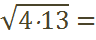 √(4·13) =